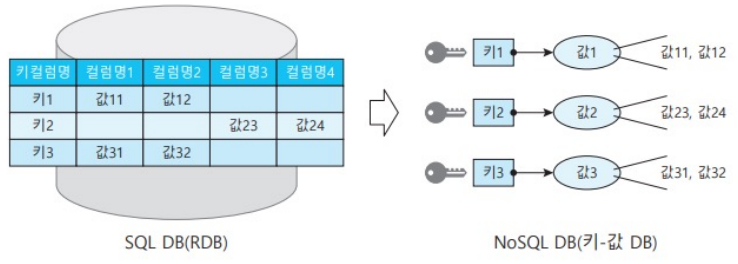 키컬럼명 컬럼명1 컬럼명2 컬럼명3 컬럼명4
키1 값11 값12
키2 값23 값24
키3 값31 값32
SQL DB(RDB)
키1 값1 값11, 값12
키2 값2 값23, 값24
키3 값3 값31, 값32
NoSQL DB(키-값 DB)